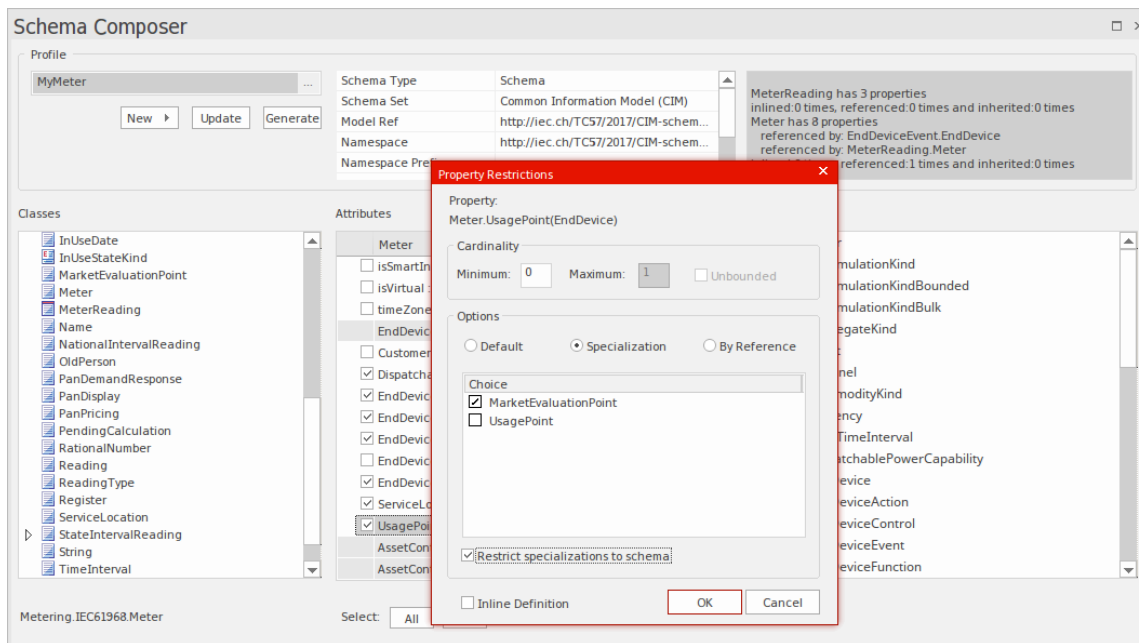 Schema Composer
Profile
MyMeter
...
New
Update
Generate
Schema Type Schema
Schema Set Common Information Model (CIM)
Model Ref http://iec.ch/TC57/2017/CIM-schem...
Namespace http://iec.ch/TC57/2017/CIM-schem...
Namespace Prefi
MeterReading has 3 properties
inlined:0 times, referenced:0 times and inherited:0 times
Meter has 8 properties
referenced by: EndDeviceEvent.EndDevice
referenced by: MeterReading.Meter
referenced:1 times and inherited:0 times
Classes
InUseDate
InUseStateKind
MarketEvaluationPoint
Meter
MeterReading
Name
NationalIntervalReading
OldPerson
PanDemandResponse
PanDisplay
PanPricing
PendingCalculation
RationalNumber
Reading
ReadingType
Register
ServiceLocation
StateIntervalReading
String
TimeInterval
Attributes
Meter
isSmartIn
isVirtual :
timeZone
EndDevic
Customer
Dispatcha
EndDevic
EndDevic
EndDevic
EndDevic
EndDevic
ServiceLo
UsagePoi
AssetCon
AssetCon
Property Restrictions
Property:
Meter.UsagePoint(EndDevice)
Cardinality
Minimum: 0 Maximum: 1 Unbounded
Options
Default Specialization By Reference
Choice
MarketEvaluationPoint
UsagePoint
Restrict specializations to schema
Inline Definition
OK
Cancel
r
mulationKind
mulationKindBounded
mulationKindBulk
egateKind
nel
modityKind
ency
TimeInterval
atchablePowerCapability
evice
eviceAction
eviceControl
eviceEvent
eviceFunction
Metering.IEC61968.Meter
Select: All